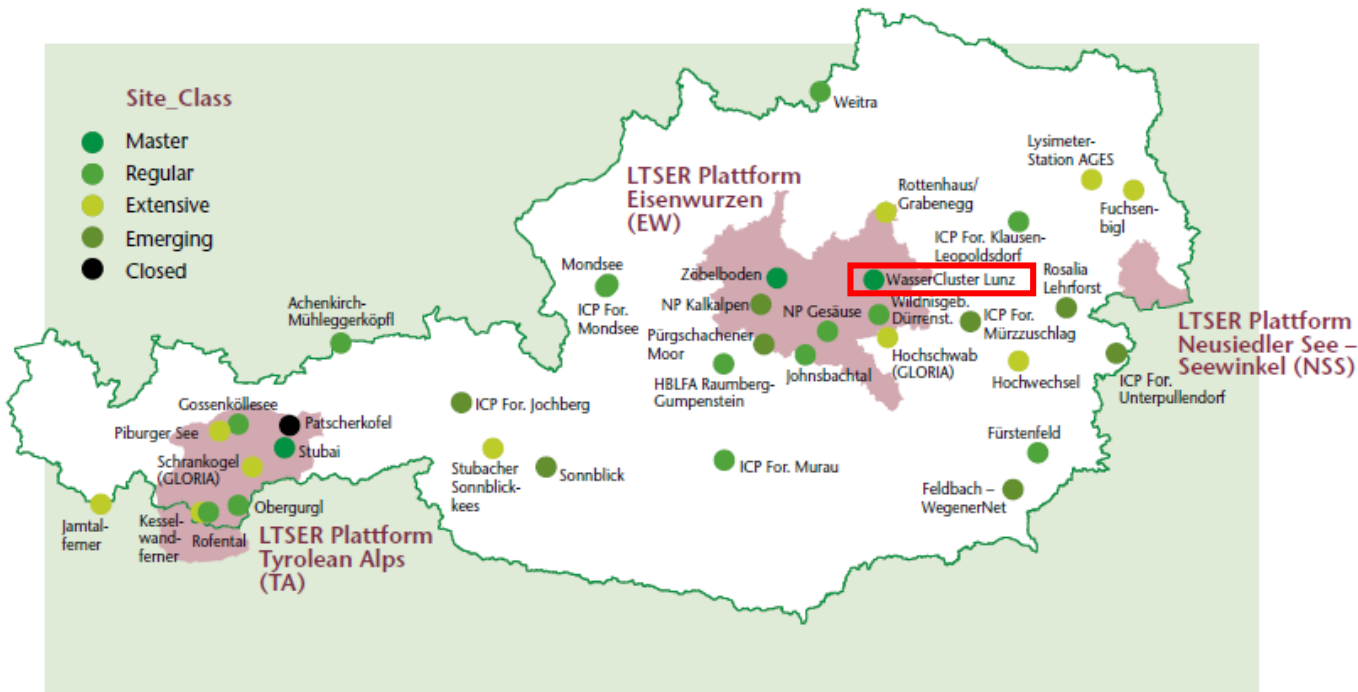 Site_Class
Master
Regular
Extensive
Emerging
Closed
Weitra
Lysimeter-
Station AGES
Fuchsen-
bigl
LTSER Plattform
Eisenwurzen
(EW)
Rottenhaus/
Grabenegg
ICP For. Klausen-
Leopoldsdorf
Mondsee
ICP For.
Mondsee
Zöbelboden
WasserCluster Lunz
Rosalia
Lehrforst
NP Kalkalpen
NP Gesäuse
Wildnisgeb.
Dürrenst.
ICP For.
Mürzzuschlag
Achenkirch-
Mühleggerköpfl
Pürgschachener
Moor
LTSER Plattform
Neusiedler See –
Seewinkel (NSS)
HBLFA Raumberg-
Gumpenstein
Johnsbachtal
Hochschwab
(GLORIA)
Hochwechsel
ICP For.
Unterpullendorf
Gossenköllesee
Piburger See
Patscherkofel
Stubai
ICP For. Jochberg
Fürstenfeld
Schrankogel
(GLORIA)
Stubacher
Sonnblick-
kees
Sonnblick
ICP For. Murau
Feldbach –
WegenerNet
Jamtal-
ferner
Kessel-
wand-
ferner
Rofental
Obergurgl
LTSER Plattform
Tyrolean Alps
(TA)